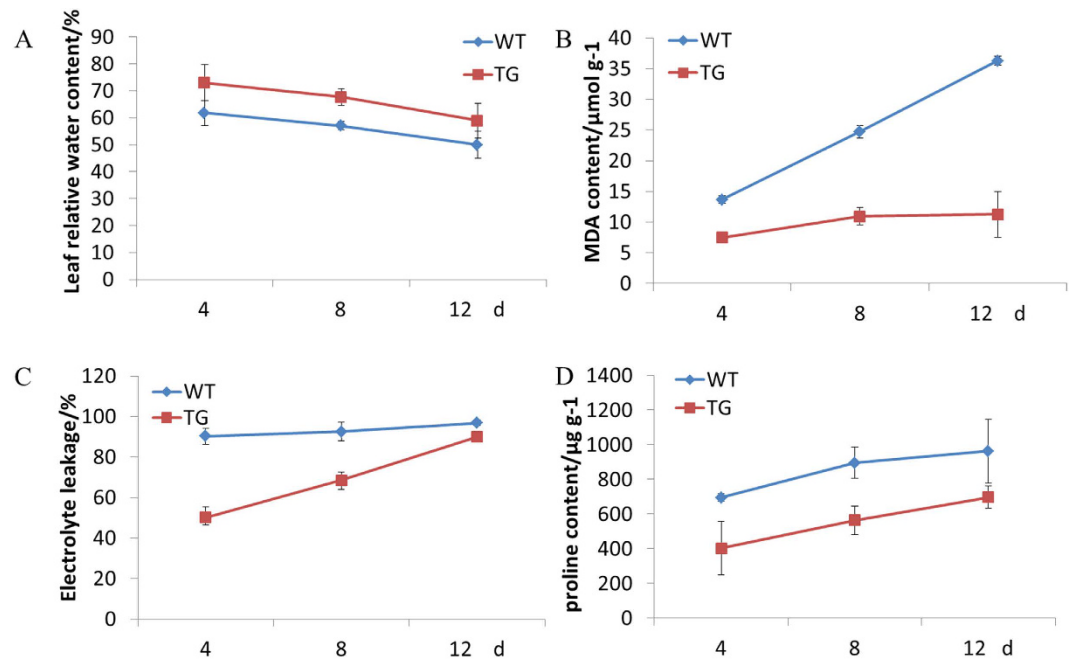 A
Leaf relative water content/%
90
80
70
60
50
40
30
20
10
0
WT
TG
4 8 12 d
B
MDA content/μmol g-1
40
35
30
25
20
15
10
5
0
WT
TG
4 8 12 d
C
Electrolyte leakage/%
120
100
80
60
40
20
0
WT
TG
4 8 12 d
D
proline content/μg g-1
1400
1200
1000
800
600
400
200
0
WT
TG
4 8 12 d